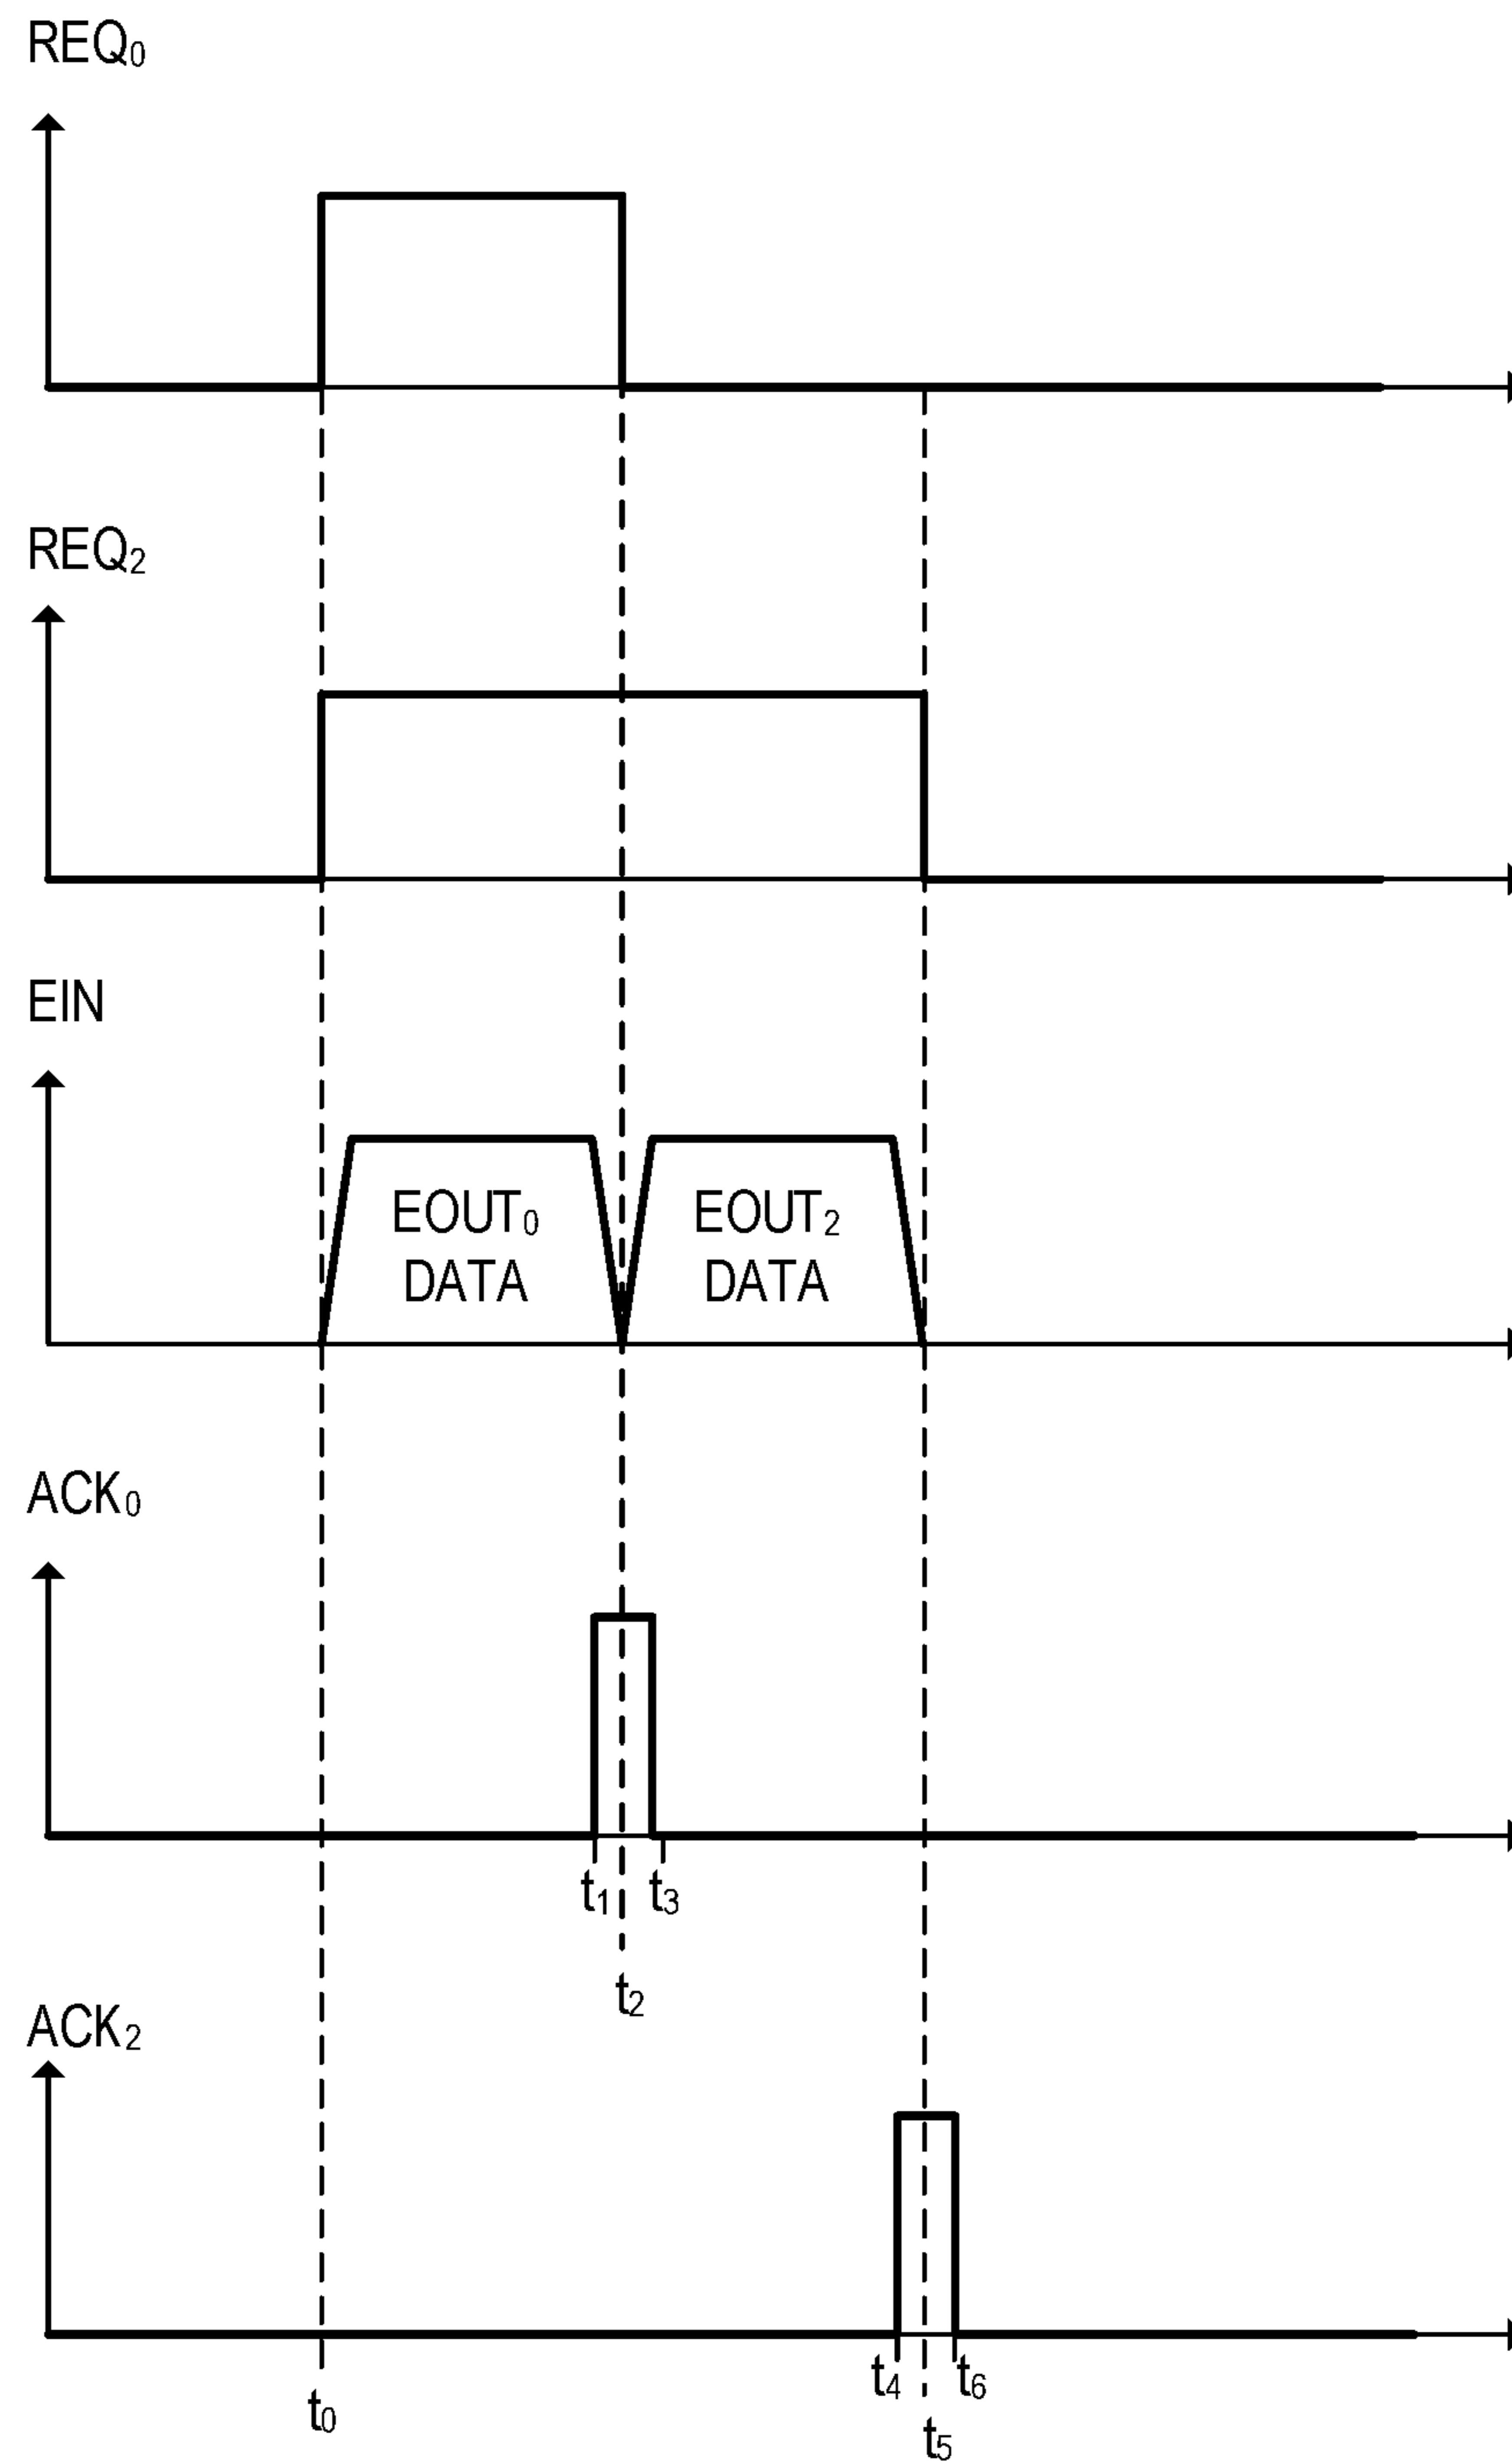 REQ₀
REQ₂
EIN
EOUT₀ EOUT₂
DATA DATA
ACK₀
t₁ t₃
t₂
ACK₂
t₄ t₆
t₀ t₅